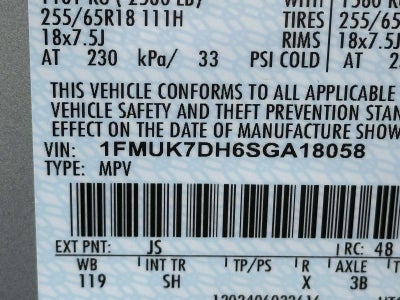 WITH
255/65R18 111H TIRES 255/65
18x7.5J RIMS 18x7.5J
AT 230 kPa/ 33 PSI COLD AT
THIS VEHICLE CONFORMS TO ALL APPLICABLE
VEHICLE SAFETY AND THEFT PREVENTION STAN
EFFECT ON THE DATE OF MANUFACTURE SHOW
VIN: 1FMUK7DH6SGA18058
TYPE: MPV
EXT PNT: JS RC: 48
WB INT TR TP/PS R AXLE T
119 SH X 3B